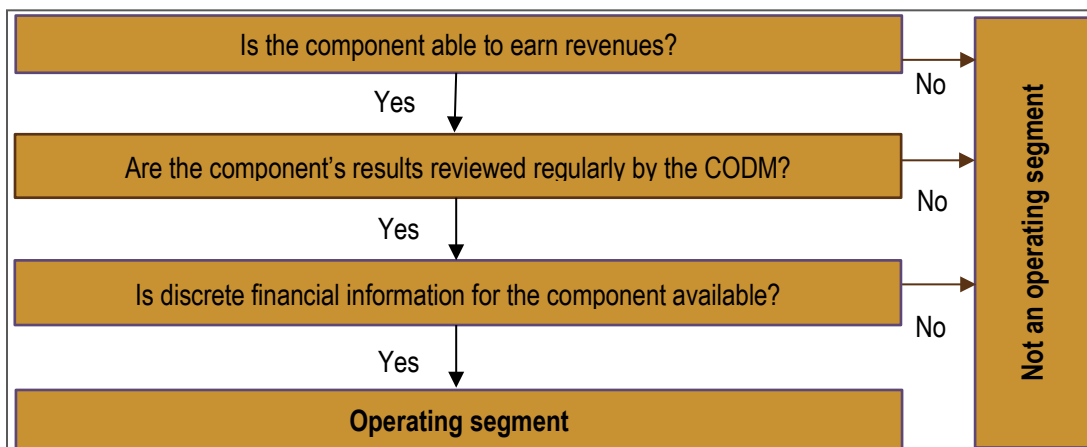 Is the component able to earn revenues?
No
Yes
Are the component's results reviewed regularly by the CODM?
No
Yes
Is discrete financial information for the component available?
No
Yes
Operating segment
Not an operating segment